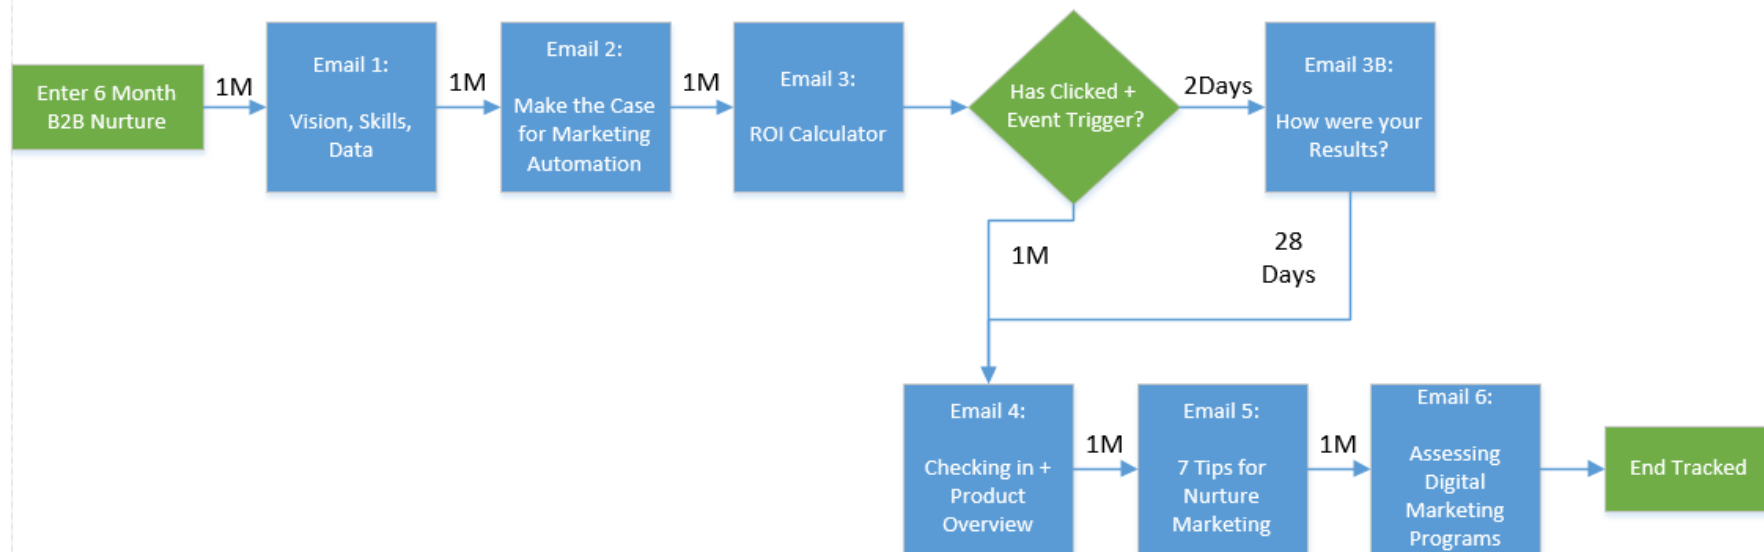 Enter 6 Month
B2B Nurture
1M
Email 1:
Vision, Skills,
Data
1M
Email 2:
Make the Case
for Marketing
Automation
1M
Email 3:
ROI Calculator
Has Clicked +
Event Trigger?
2Days
Email 3B:
How were your
Results?
1M
28
Days
Email 4:
Checking in +
Product
Overview
1M
Email 5:
7 Tips for
Nurture
Marketing
1M
Email 6:
Assessing
Digital
Marketing
Programs
End Tracked